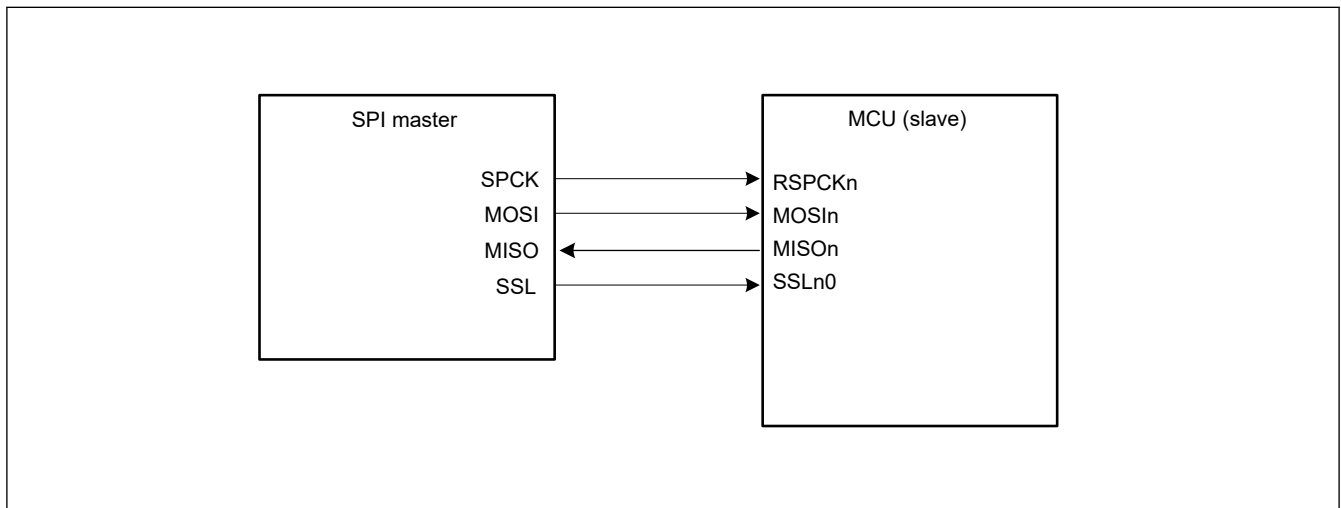 SPI master
SPCK
MOSI
MISO
SSL
MCU (slave)
RSPCKn
MOSIn
MISOn
SSLn0